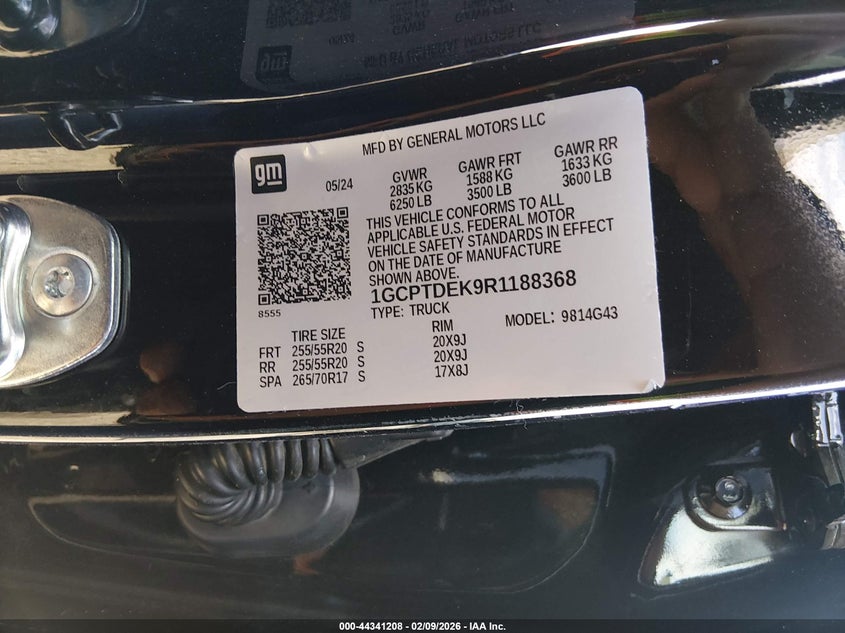 MFD BY GENERAL MOTORS LLC
gm
05/24
GVWR GAWR FRT GAWR RR
2835 KG 1588 KG 1633 KG
6250 LB 3500 LB 3600 LB
THIS VEHICLE CONFORMS TO ALL
APPLICABLE U.S. FEDERAL MOTOR
VEHICLE SAFETY STANDARDS IN EFFECT
ON THE DATE OF MANUFACTURE
SHOWN ABOVE.
8555
1GCPTDEK9R1188368
TYPE: TRUCK MODEL: 9814G43
TIRE SIZE RIM
FRT 255/55R20 S 20X9J
RR 255/55R20 S 20X9J
SPA 265/70R17 S 17X8J
000-44341208 - 02/09/2026 - IAA Inc.